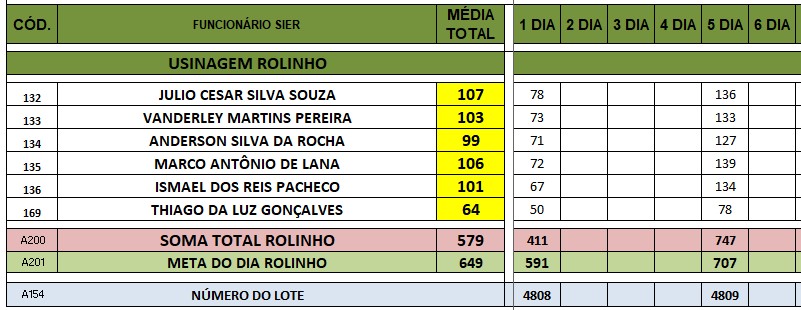 CÓD. FUNCIONÁRIO SIER MÉDIA TOTAL 1 DIA 2 DIA 3 DIA 4 DIA 5 DIA 6 DIA
USINAGEM ROLINHO
132 JULIO CESAR SILVA SOUZA 107 78 136
133 VANDERLEY MARTINS PEREIRA 103 73 133
134 ANDERSON SILVA DA ROCHA 99 71 127
135 MARCO ANTÔNIO DE LANA 106 72 139
136 ISMAEL DOS REIS PACHECO 101 67 134
169 THIAGO DA LUZ GONÇALVES 64 50 78
A200 SOMA TOTAL ROLINHO 579 411 747
A201 META DO DIA ROLINHO 649 591 707
A154 NÚMERO DO LOTE 4808 4809